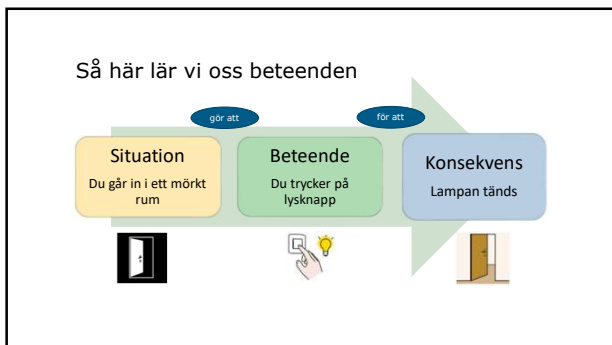 Så här lär vi oss beteenden
gör att
för att
Situation
Du går in i ett mörkt
rum
Beteende
Du trycker på
lysknapp
Konsekvens
Lampan tänds